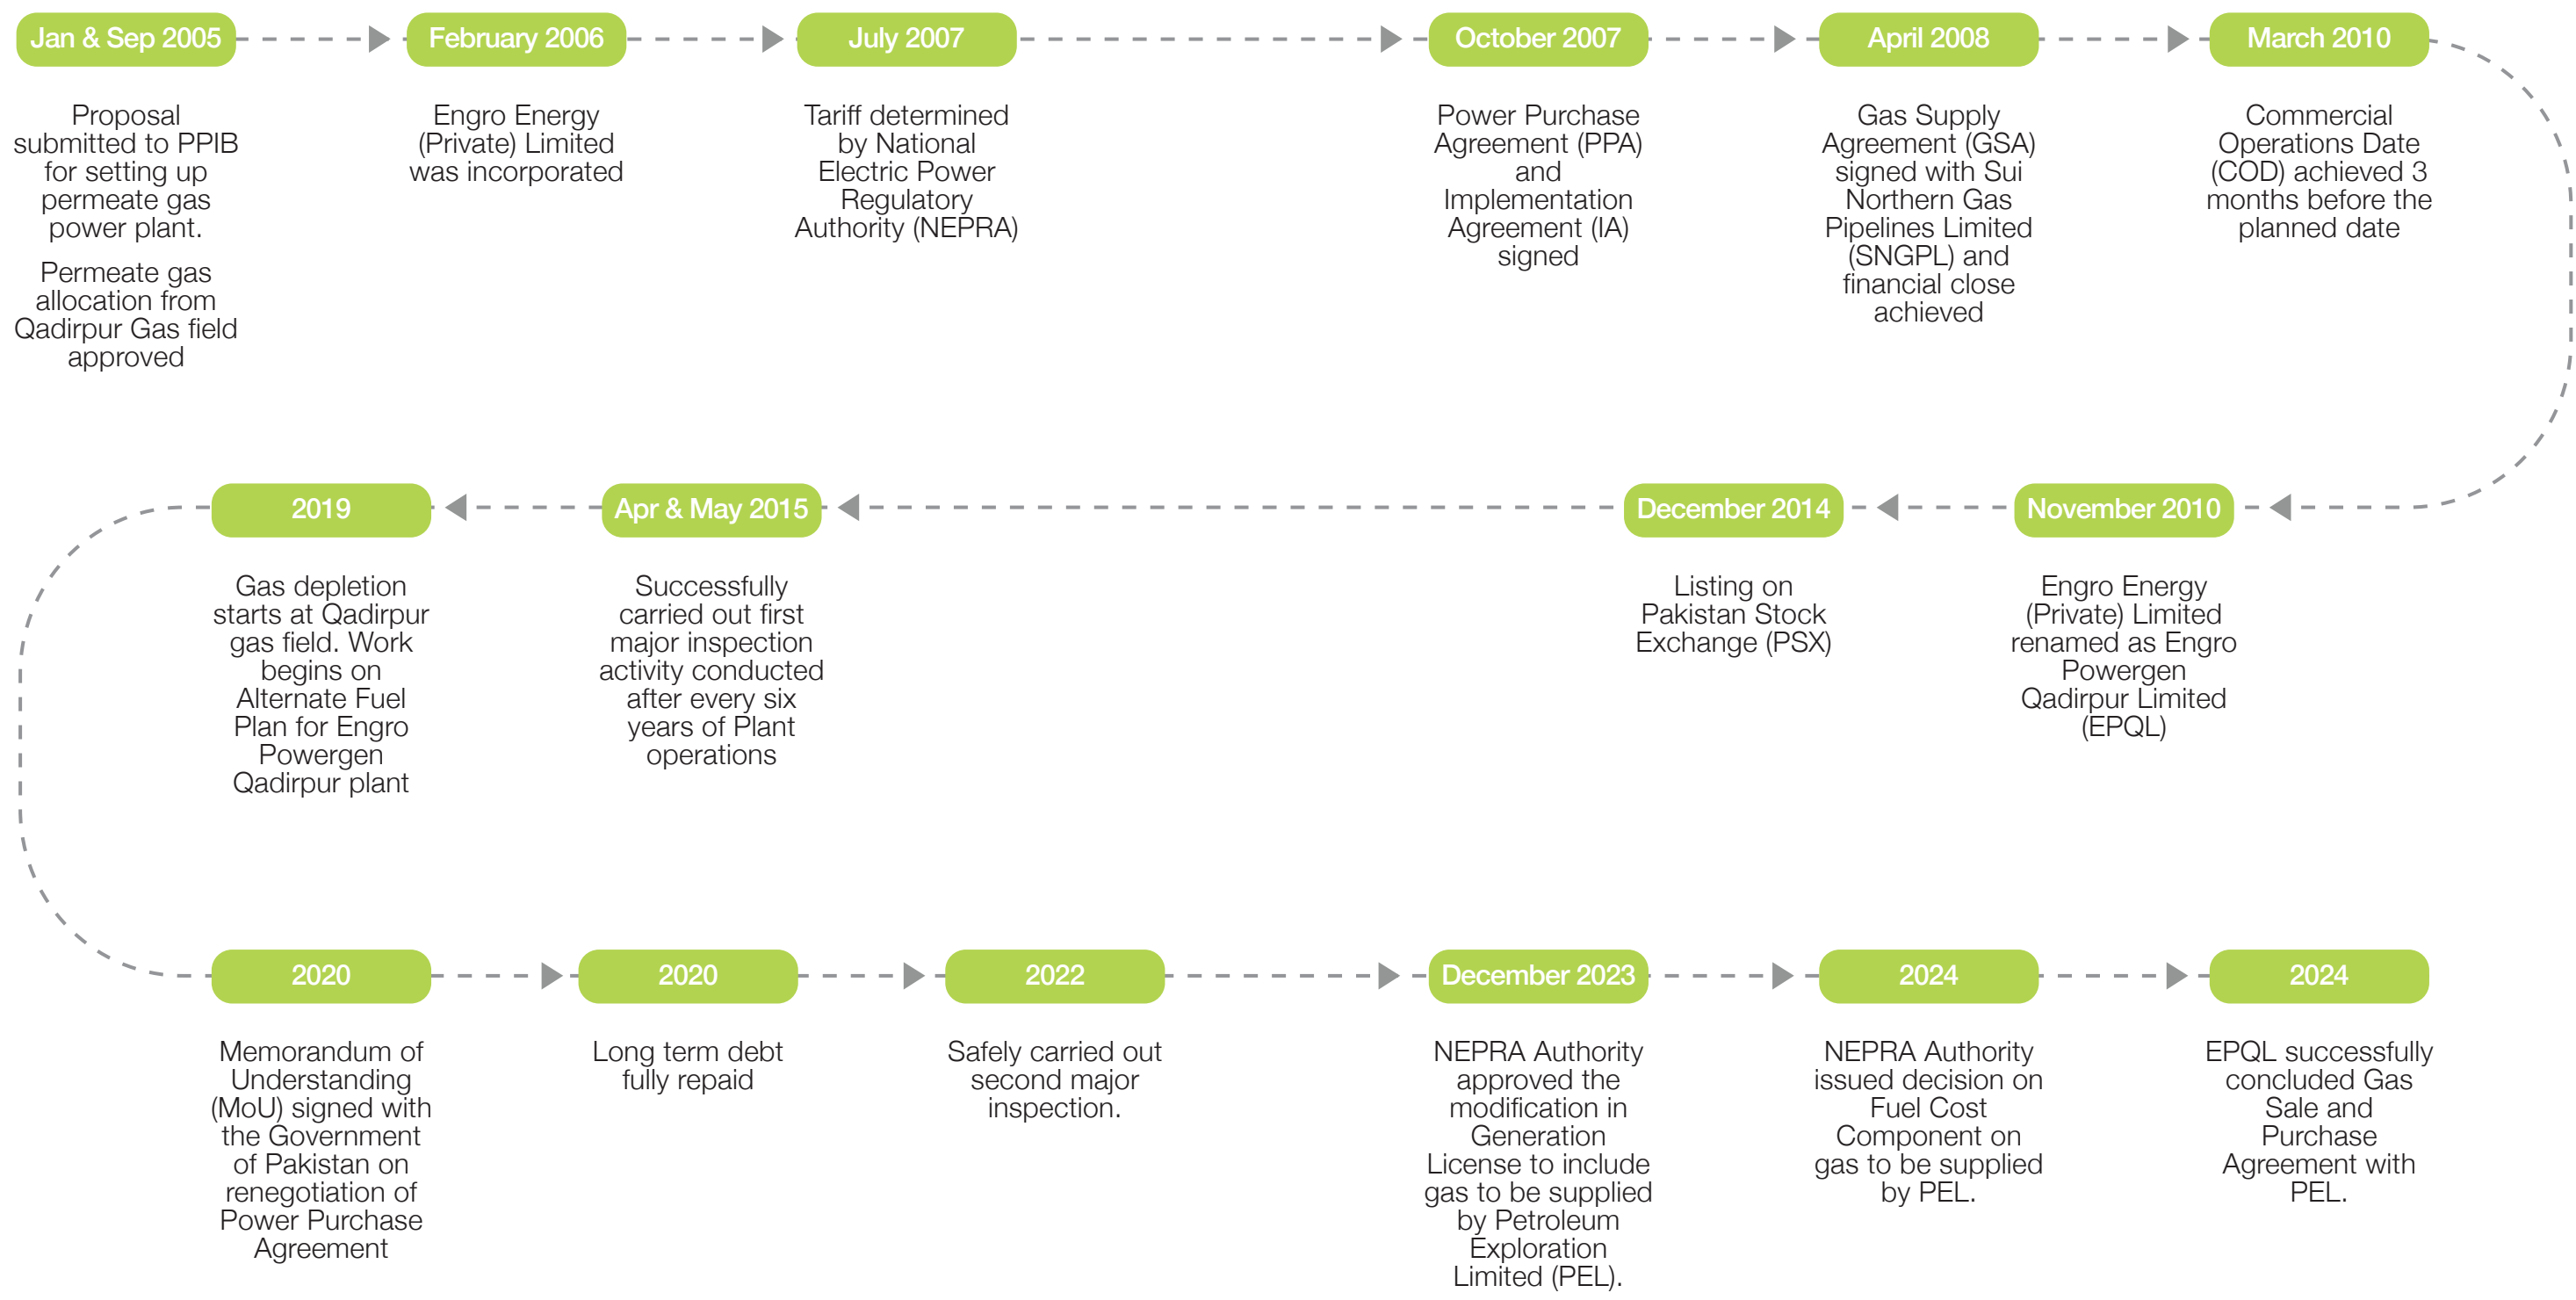 Jan & Sep 2005
Proposal
submitted to PPIB
for setting up
permeate gas
power plant.
Permeate gas
allocation from
Qadirpur Gas field
approved
February 2006
Engro Energy
(Private) Limited
was incorporated
July 2007
Tariff determined
by National
Electric Power
Regulatory
Authority (NEPRA)
October 2007
Power Purchase
Agreement (PPA)
and
Implementation
Agreement (IA)
signed
April 2008
Gas Supply
Agreement (GSA)
signed with Sui
Northern Gas
Pipelines Limited
(SNGPL) and
financial close
achieved
March 2010
Commercial
Operations Date
(COD) achieved 3
months before the
planned date
November 2010
Engro Energy
(Private) Limited
renamed as Engro
Powergen
Qadirpur Limited
(EPQL)
December 2014
Listing on
Pakistan Stock
Exchange (PSX)
Apr & May 2015
Successfully
carried out first
major inspection
activity conducted
after every six
years of Plant
operations
2019
Gas depletion
starts at Qadirpur
gas field. Work
begins on
Alternate Fuel
Plan for Engro
Powergen
Qadirpur plant
2020
Memorandum of
Understanding
(MoU) signed with
the Government
of Pakistan on
renegotiation of
Power Purchase
Agreement
2020
Long term debt
fully repaid
2022
Safely carried out
second major
inspection.
December 2023
NEPRA Authority
approved the
modification in
Generation
License to include
gas to be supplied
by Petroleum
Exploration
Limited (PEL).
2024
NEPRA Authority
issued decision on
Fuel Cost
Component on
gas to be supplied
by PEL.
2024
EPQL successfully
concluded Gas
Sale and
Purchase
Agreement with
PEL.